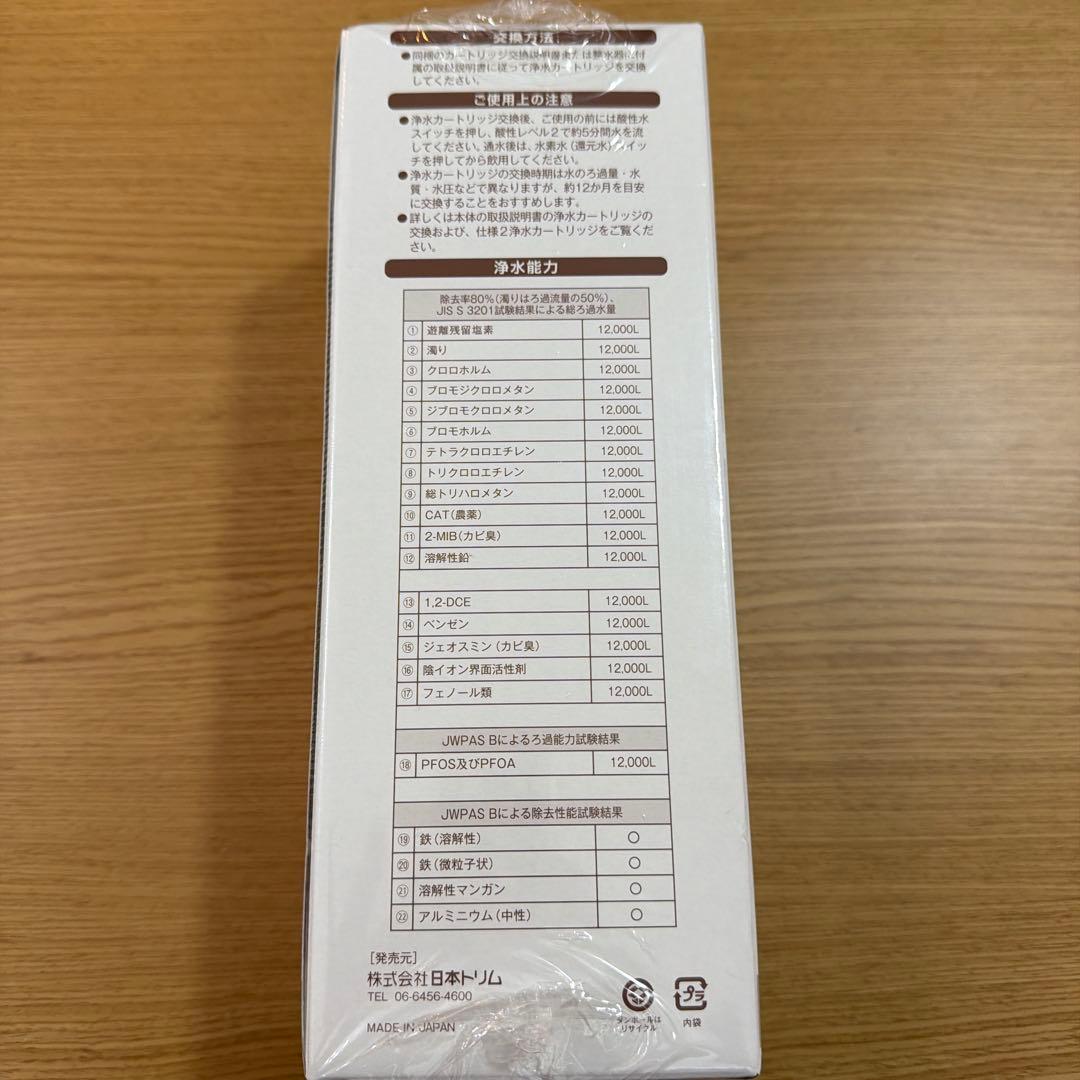 交換方法
●同梱のカートリッジ交換説明書または整水器に付
属の取扱説明書に従って浄水カートリッジを交換
してください。
ご使用上の注意
●浄水カートリッジ交換後、ご使用の前には酸性水
スイッチを押し、酸性レベル2で約5分間水を流
してください。通水後は、水素水(還元水)スイッ
チを押してから飲用してください。
●浄水カートリッジの交換時期は水のろ過量・水
質・水圧などで異なりますが、約12か月を目安
に交換することをおすすめします。
●詳しくは本体の取扱説明書の浄水カートリッジの
交換および、仕様2浄水カートリッジをご覧くだ
さい。
浄水能力
除去率80%(濁りはろ過流量の50%)、
JIS S 3201試験結果による総ろ過水量
① 遊離残留塩素 12,000L
② 濁り 12,000L
③ クロロホルム 12,000L
④ ブロモジクロロメタン 12,000L
⑤ ジブロモクロロメタン 12,000L
⑥ ブロモホルム 12,000L
⑦ テトラクロロエチレン 12,000L
⑧ トリクロロエチレン 12,000L
⑨ 総トリハロメタン 12,000L
⑩ CAT(農薬) 12,000L
⑪ 2-MIB(カビ臭) 12,000L
⑫ 溶解性鉛 12,000L
⑬ 1,2-DCE 12,000L
⑭ ベンゼン 12,000L
⑮ ジェオスミン(カビ臭) 12,000L
⑯ 陰イオン界面活性剤 12,000L
⑰ フェノール類 12,000L
JWPAS Bによるろ過能力試験結果
⑱ PFOS及びPFOA 12,000L
JWPAS Bによる除去性能試験結果
⑲ 鉄(溶解性) ○
⑳ 鉄(微粒子状) ○
㉑ 溶解性マンガン ○
㉒ アルミニウム(中性) ○
[発売元]
株式会社日本トリム
TEL 06-6456-4600
MADE IN JAPAN
ダンボールは
リサイクル
プラ
内袋